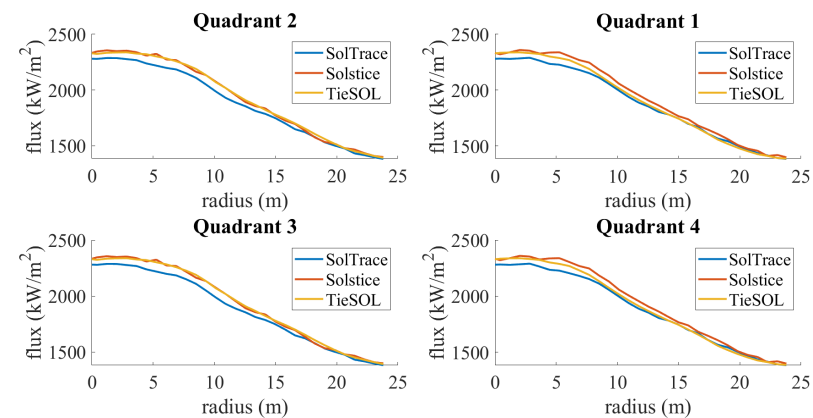 Quadrant 2
flux (kW/m²)
2500
2000
1500
SolTrace
Solstice
TieSOL
0 5 10 15 20 25
radius (m)
Quadrant 1
flux (kW/m²)
2500
2000
1500
SolTrace
Solstice
TieSOL
0 5 10 15 20 25
radius (m)
Quadrant 3
flux (kW/m²)
2500
2000
1500
SolTrace
Solstice
TieSOL
0 5 10 15 20 25
radius (m)
Quadrant 4
flux (kW/m²)
2500
2000
1500
SolTrace
Solstice
TieSOL
0 5 10 15 20 25
radius (m)